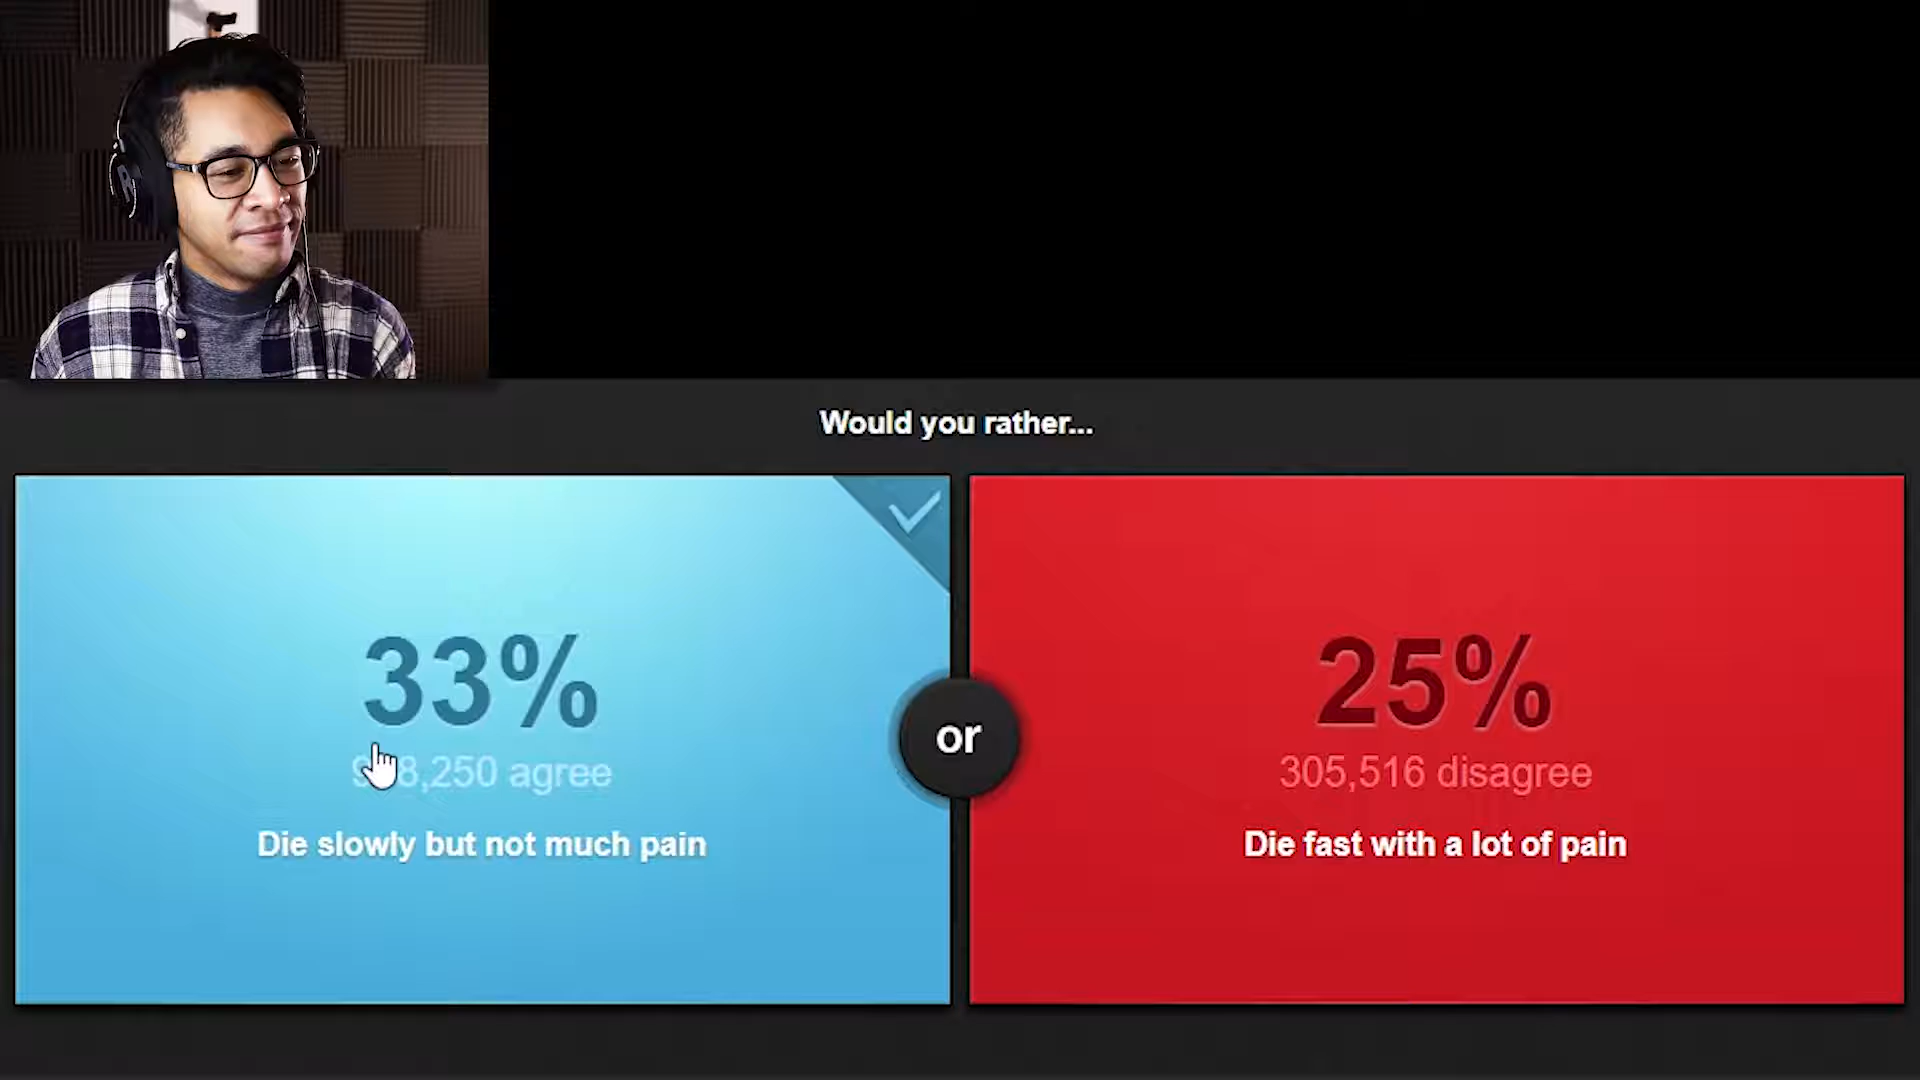 Would you rather...
33%
8,250 agree
Die slowly but not much pain
or
25%
305,516 disagree
Die fast with a lot of pain